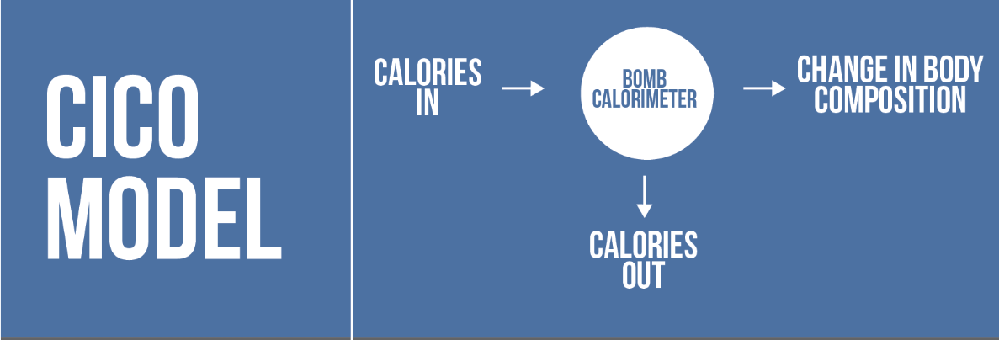 CICO
MODEL
CALORIES
IN
BOMB
CALORIMETER
CHANGE IN BODY
COMPOSITION
CALORIES
OUT